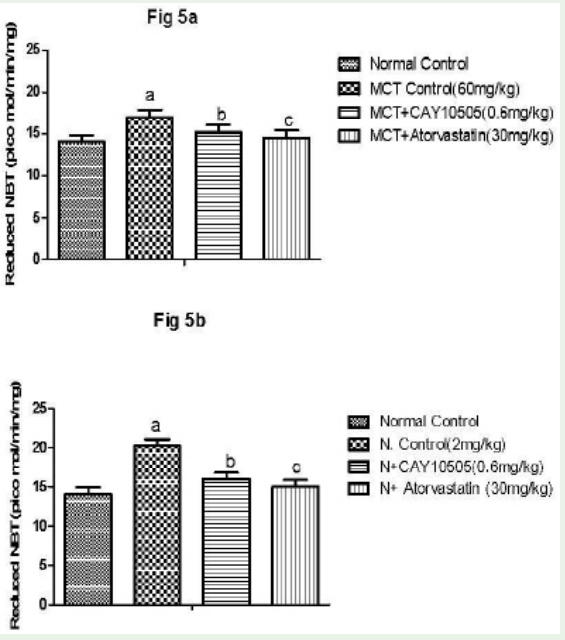 Fig 5a
Reduced NBT (pico mol/min/mg)
25
20
15
10
5
0
a
b
c
Normal Control
MCT Control(60mg/kg)
MCT+CAY10505(0.6mg/kg)
MCT+Atorvastatin(30mg/kg)
Fig 5b
Reduced NBT (pico mol/min/mg)
25
20
15
10
5
0
a
b
c
Normal Control
N. Control(2mg/kg)
N+CAY10505(0.6mg/kg)
N+ Atorvastatin (30mg/kg)